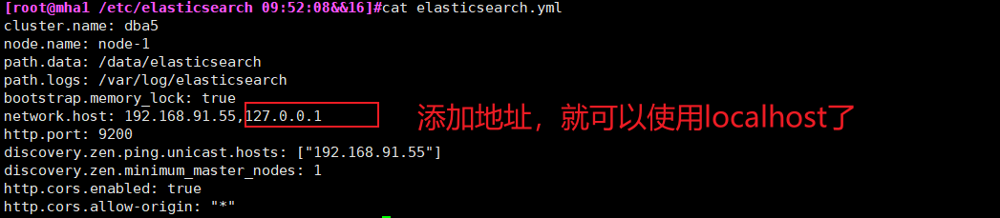 [root@mha1 /etc/elasticsearch 09:52:08&&16]#cat elasticsearch.yml
cluster.name: dba5
node.name: node-1
path.data: /data/elasticsearch
path.logs: /var/log/elasticsearch
bootstrap.memory_lock: true
network.host: 192.168.91.55,127.0.0.1
添加地址，就可以使用localhost了
http.port: 9200
discovery.zen.ping.unicast.hosts: ["192.168.91.55"]
discovery.zen.minimum_master_nodes: 1
http.cors.enabled: true
http.cors.allow-origin: "*"